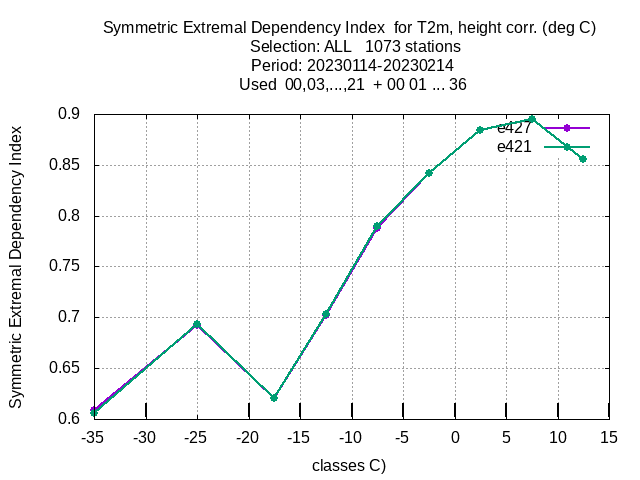 Symmetric Extremal Dependency Index  for T2m, height corr. (deg C)
Selection: ALL   1073 stations
Period: 20230114-20230214
Used  00,03,...,21  + 00 01 ... 36
Symmetric Extremal Dependency Index
0.9
0.85
0.8
0.75
0.7
0.65
0.6
e427
e421
-35 -30 -25 -20 -15 -10 -5 0 5 10 15
classes C)